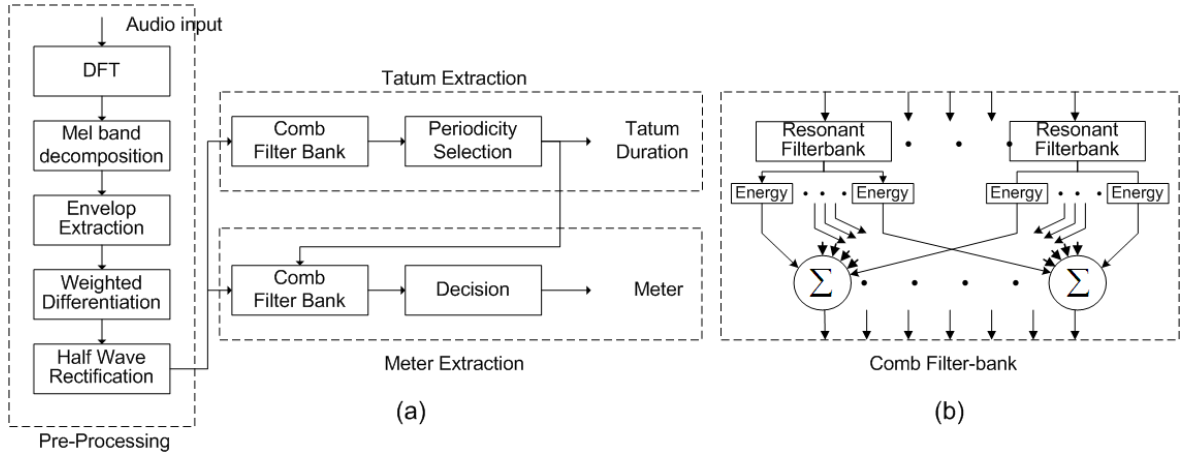 Audio input
DFT
Mel band
decomposition
Envelop
Extraction
Weighted
Differentiation
Half Wave
Rectification
Pre-Processing
Tatum Extraction
Comb
Filter Bank
Periodicity
Selection
Tatum
Duration
Comb
Filter Bank
Decision
Meter
Meter Extraction
(a)
Resonant
Filterbank
Resonant
Filterbank
Energy
Energy
Energy
Energy
Σ
Σ
Comb Filter-bank
(b)